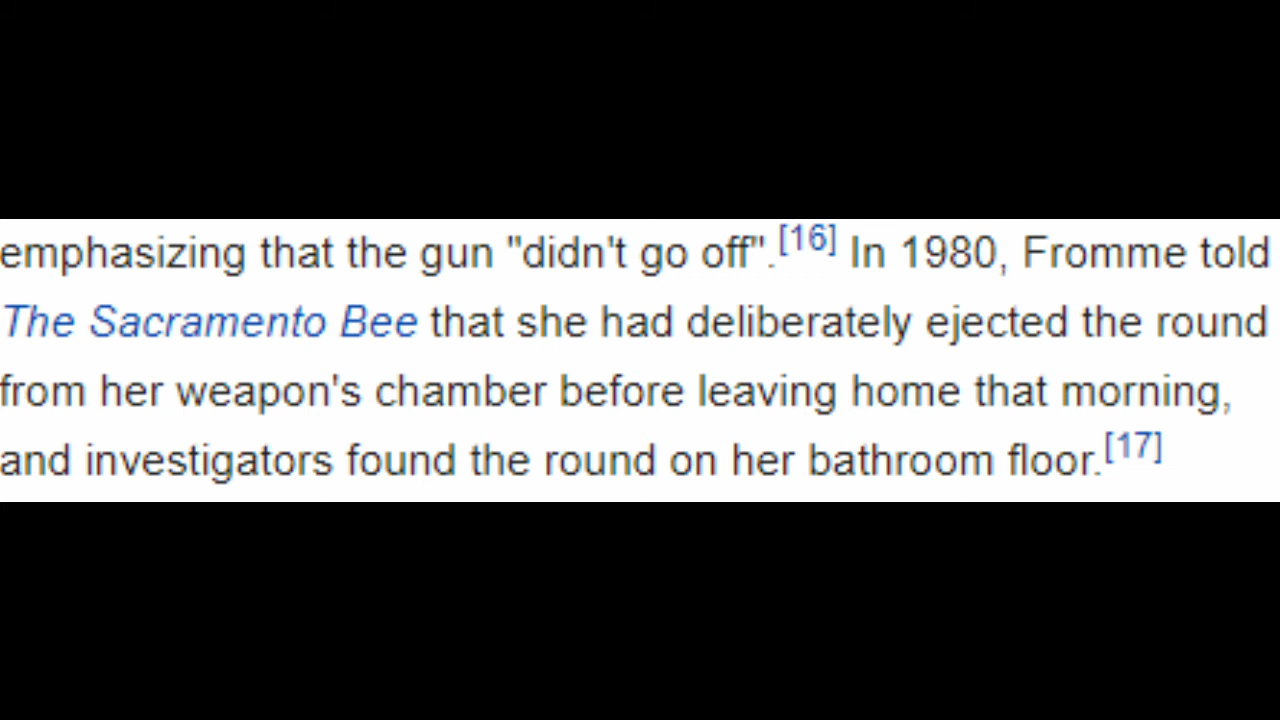 emphasizing that the gun "didn't go off".[16] In 1980, Fromme told
The Sacramento Bee that she had deliberately ejected the round
from her weapon's chamber before leaving home that morning,
and investigators found the round on her bathroom floor.[17]